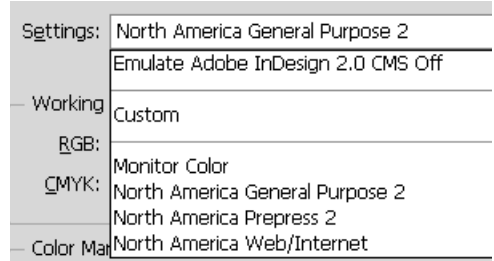 Settings: North America General Purpose 2
Emulate Adobe InDesign 2.0 CMS Off
Working
Custom
RGB:
Monitor Color
CMYK: North America General Purpose 2
North America Prepress 2
Color Mar North America Web/Internet